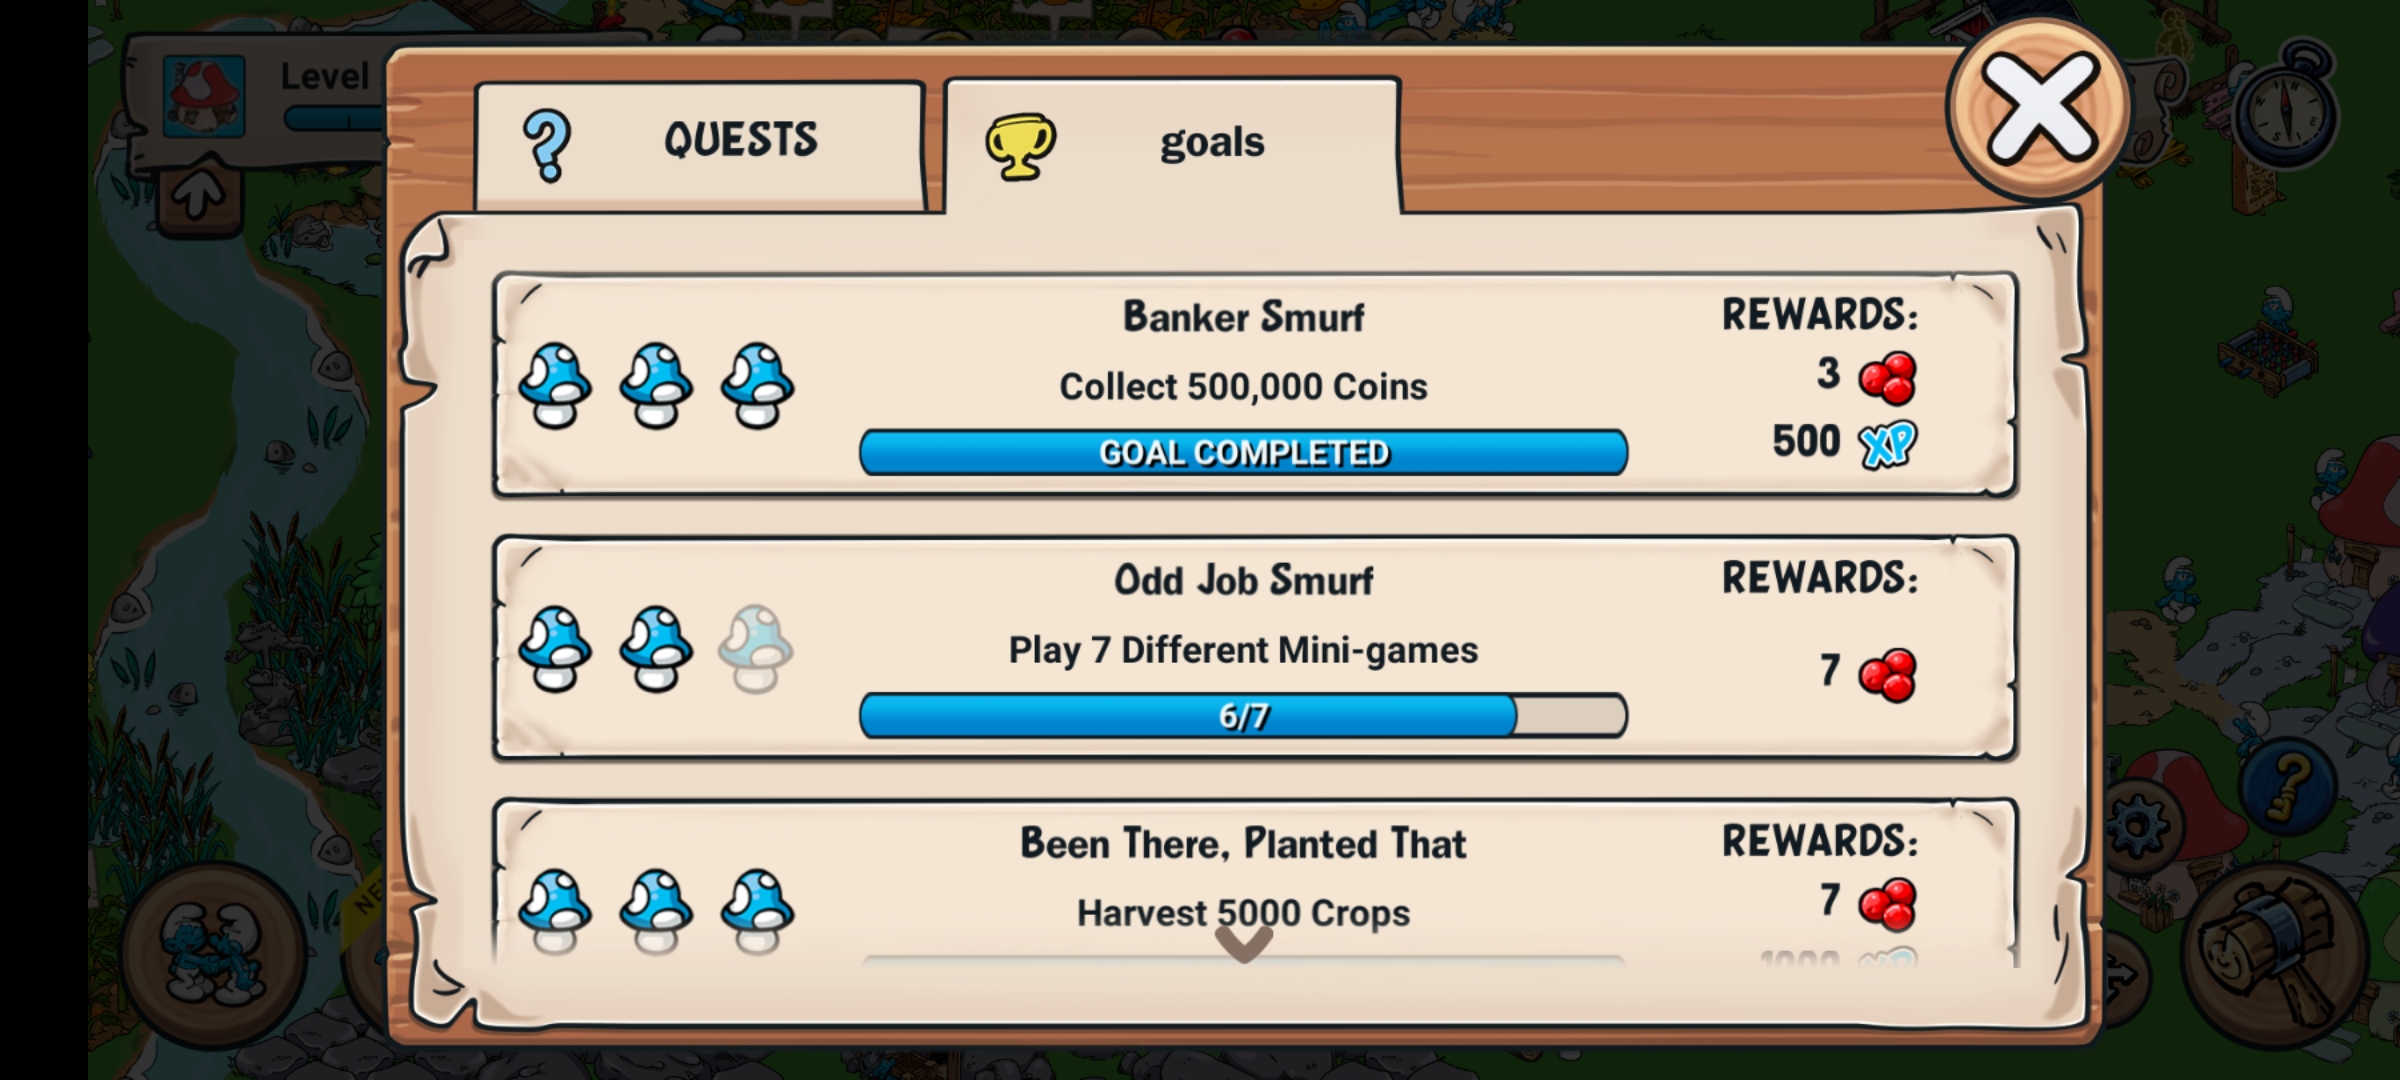 Level
QUESTS
goals
Banker Smurf
Collect 500,000 Coins
GOAL COMPLETED
REWARDS:
3
500 XP
Odd Job Smurf
Play 7 Different Mini-games
6/7
REWARDS:
7
Been There, Planted That
Harvest 5000 Crops
REWARDS:
7